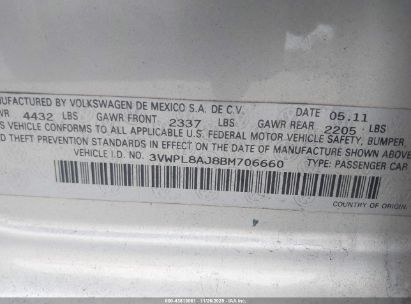 NUFACTURED BY VOLKSWAGEN DE MEXICO S.A. DE C.V. DATE 05.11
WR 4432 LBS GAWR FRONT 2337 LBS GAWR REAR 2205 LBS
S VEHICLE CONFORMS TO ALL APPLICABLE U.S. FEDERAL MOTOR VEHICLE SAFETY, BUMPER,
D THEFT PREVENTION STANDARDS IN EFFECT ON THE DATE OF MANUFACTURE SHOWN ABOVE
VEHICLE I.D. NO. 3VWPL8AJ8BM706660 TYPE: PASSENGER CAR
COUNTRY OF ORIGIN